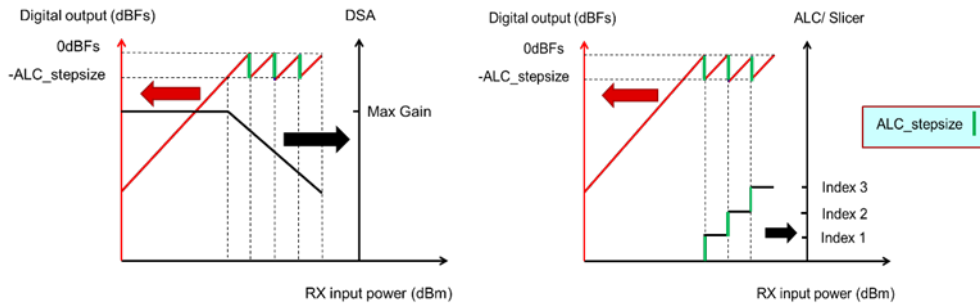 Digital output (dBFs)
DSA
0dBFs
-ALC_stepsize
Max Gain
RX input power (dBm)
Digital output (dBFs)
ALC/ Slicer
0dBFs
-ALC_stepsize
ALC_stepsize
Index 3
Index 2
Index 1
RX input power (dBm)